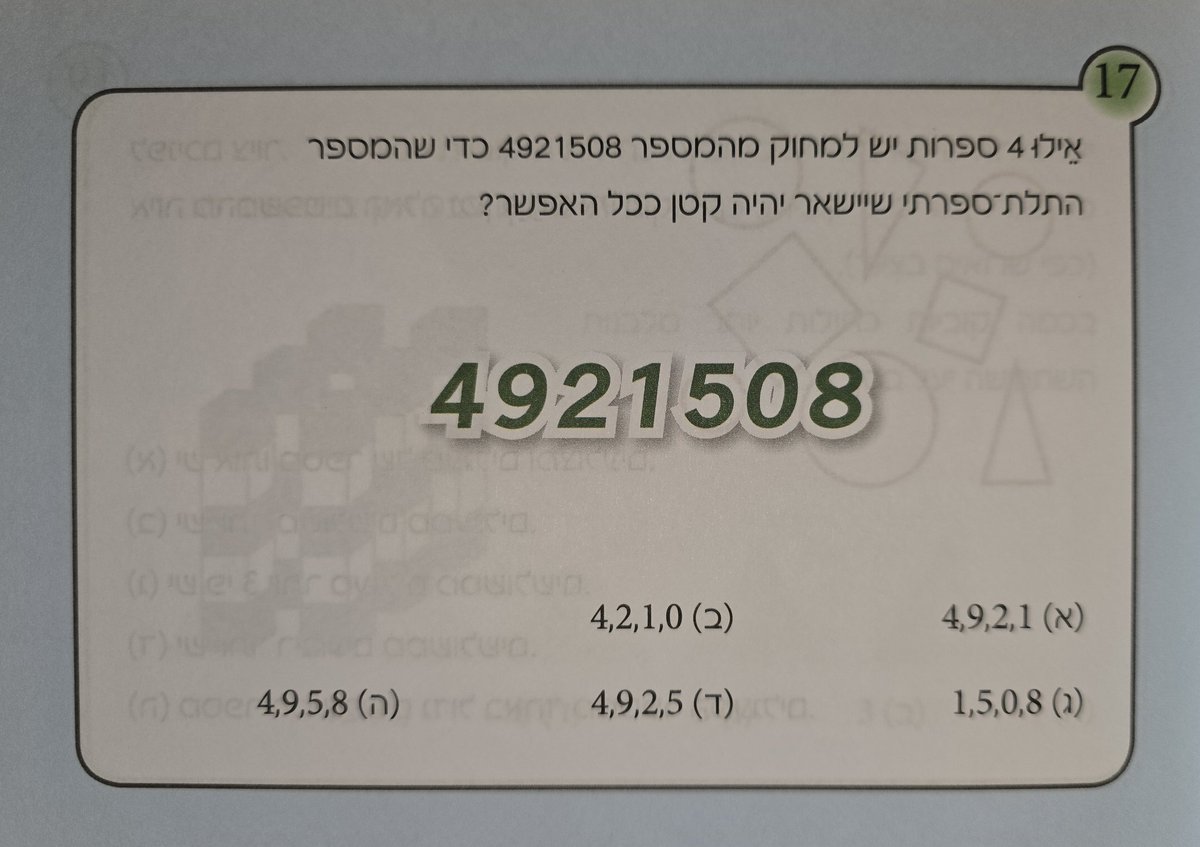 17
אֵילוּ 4 ספרות יש למחוק מהמספר 4921508 כדי שהמספר
התלת־ספרתי שיישאר יהיה קטן ככל האפשר?
4921508
(א) 4,9,2,1 (ב) 4,2,1,0
(ג) 1,5,0,8 (ד) 4,9,2,5 (ה) 4,9,5,8